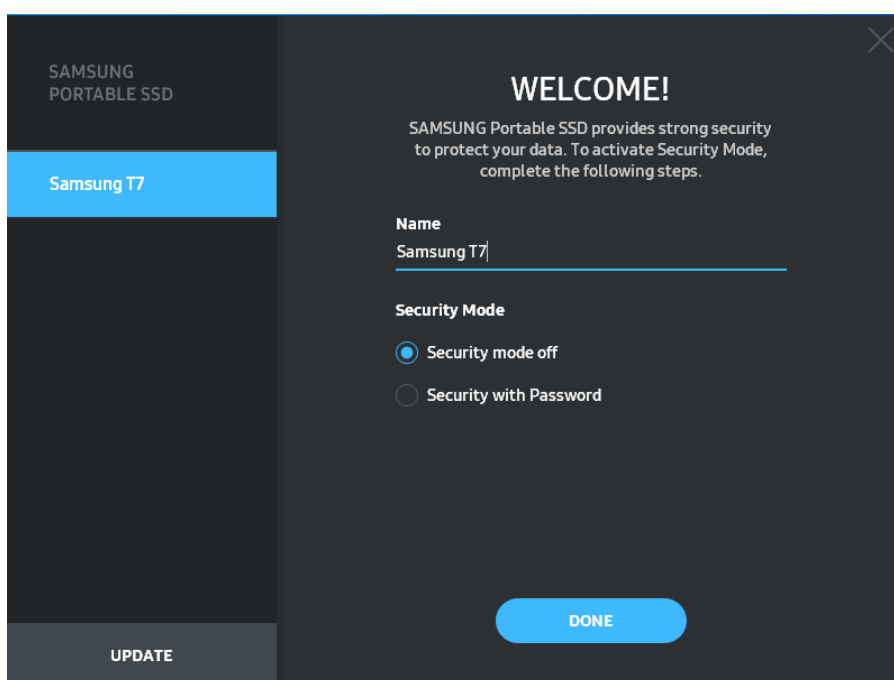 SAMSUNG
PORTABLE SSD
Samsung T7
UPDATE
WELCOME!
SAMSUNG Portable SSD provides strong security
to protect your data. To activate Security Mode,
complete the following steps.
Name
Samsung T7
Security Mode
Security mode off
Security with Password
DONE